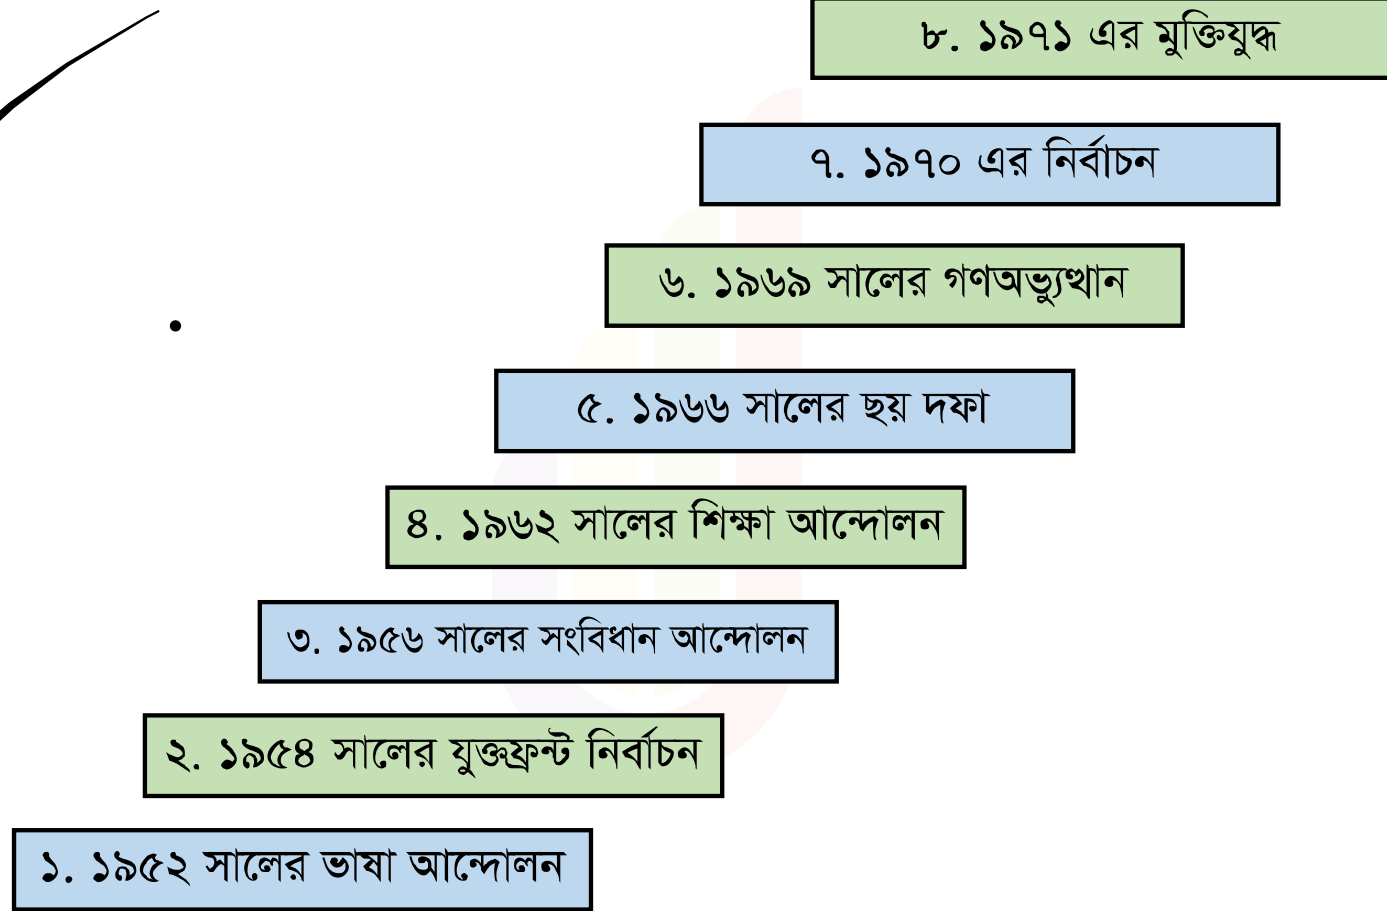 ৮. ১৯৭১ এর মুক্তিযুদ্ধ
৭. ১৯৭০ এর নির্বাচন
৬. ১৯৬৯ সালের গণঅভ্যুত্থান
৫. ১৯৬৬ সালের ছয় দফা
৪. ১৯৬২ সালের শিক্ষা আন্দোলন
৩. ১৯৫৬ সালের সংবিধান আন্দোলন
২. ১৯৫৪ সালের যুক্তফ্রন্ট নির্বাচন
১. ১৯৫২ সালের ভাষা আন্দোলন